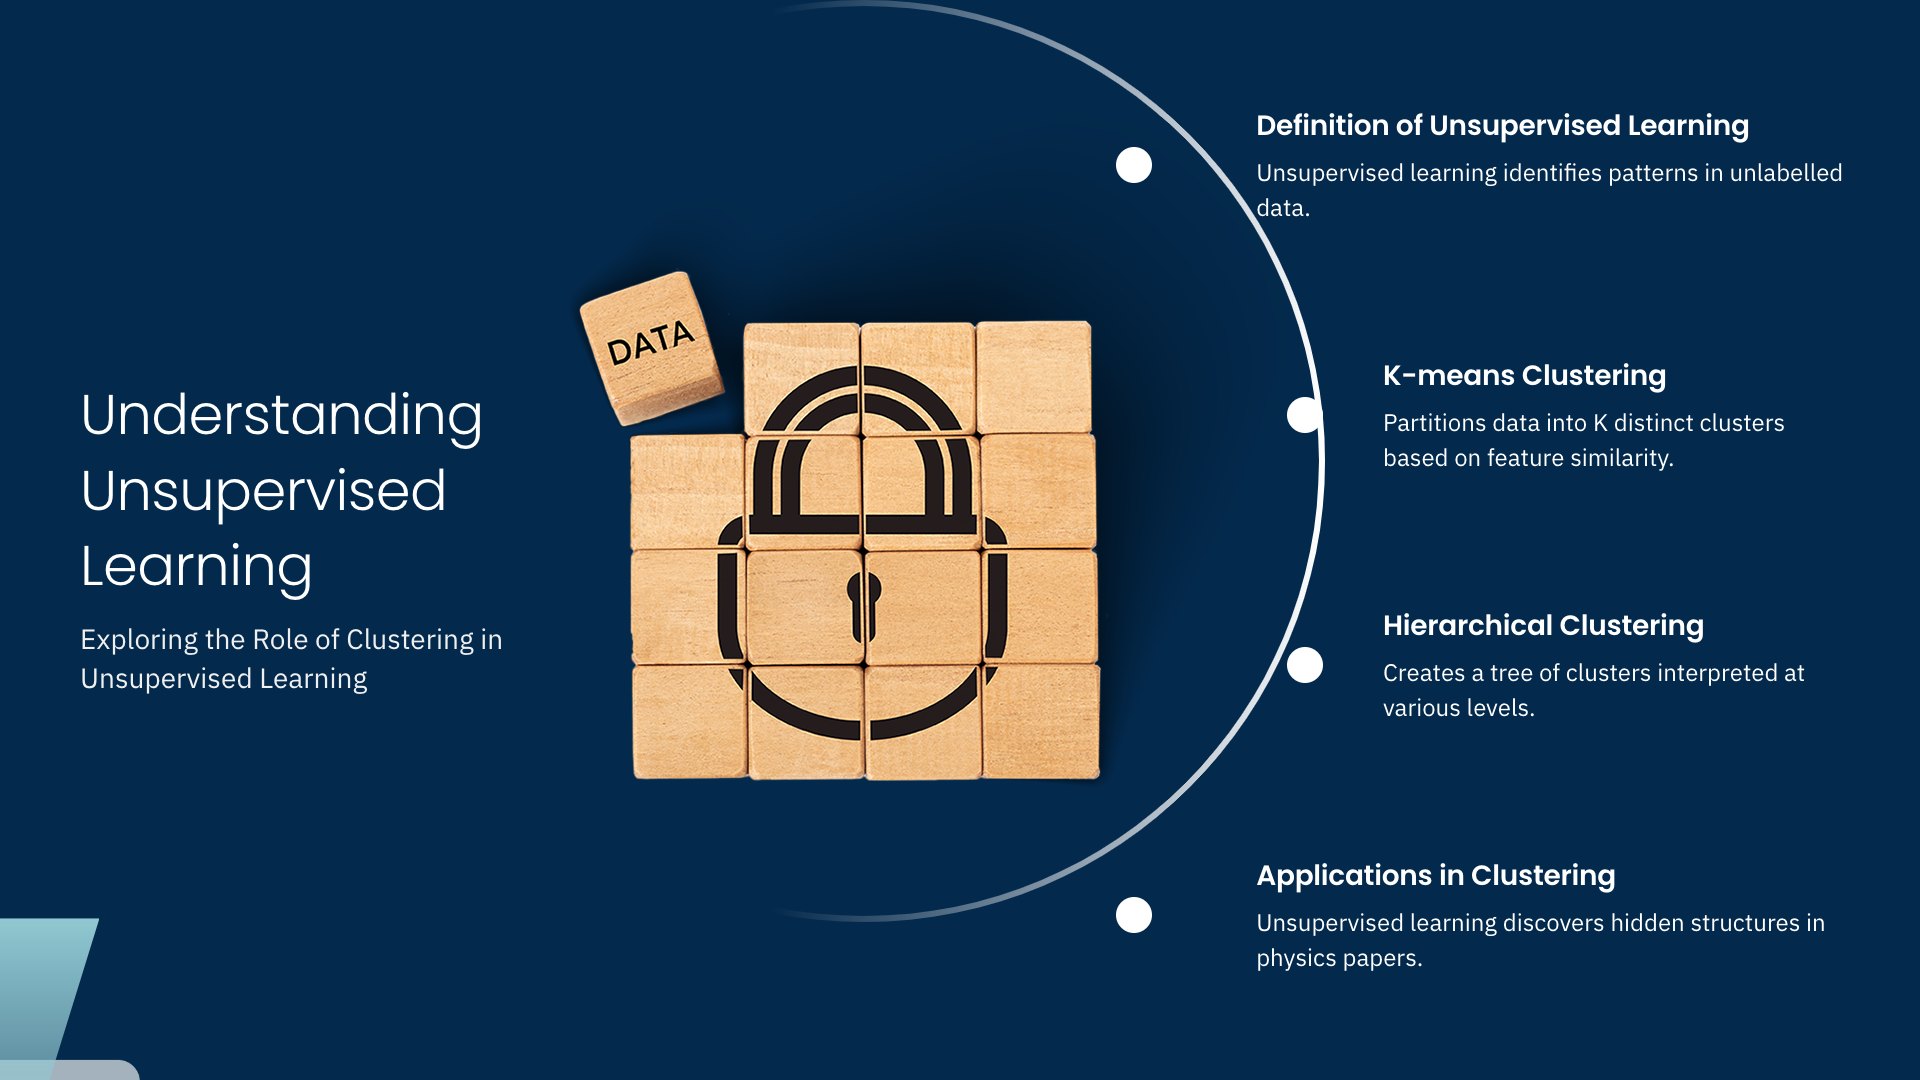 Understanding
Unsupervised
Learning
Exploring the Role of Clustering in
Unsupervised Learning
DATA
Definition of Unsupervised Learning
Unsupervised learning identifies patterns in unlabelled
data.
K-means Clustering
Partitions data into K distinct clusters
based on feature similarity.
Hierarchical Clustering
Creates a tree of clusters interpreted at
various levels.
Applications in Clustering
Unsupervised learning discovers hidden structures in
physics papers.